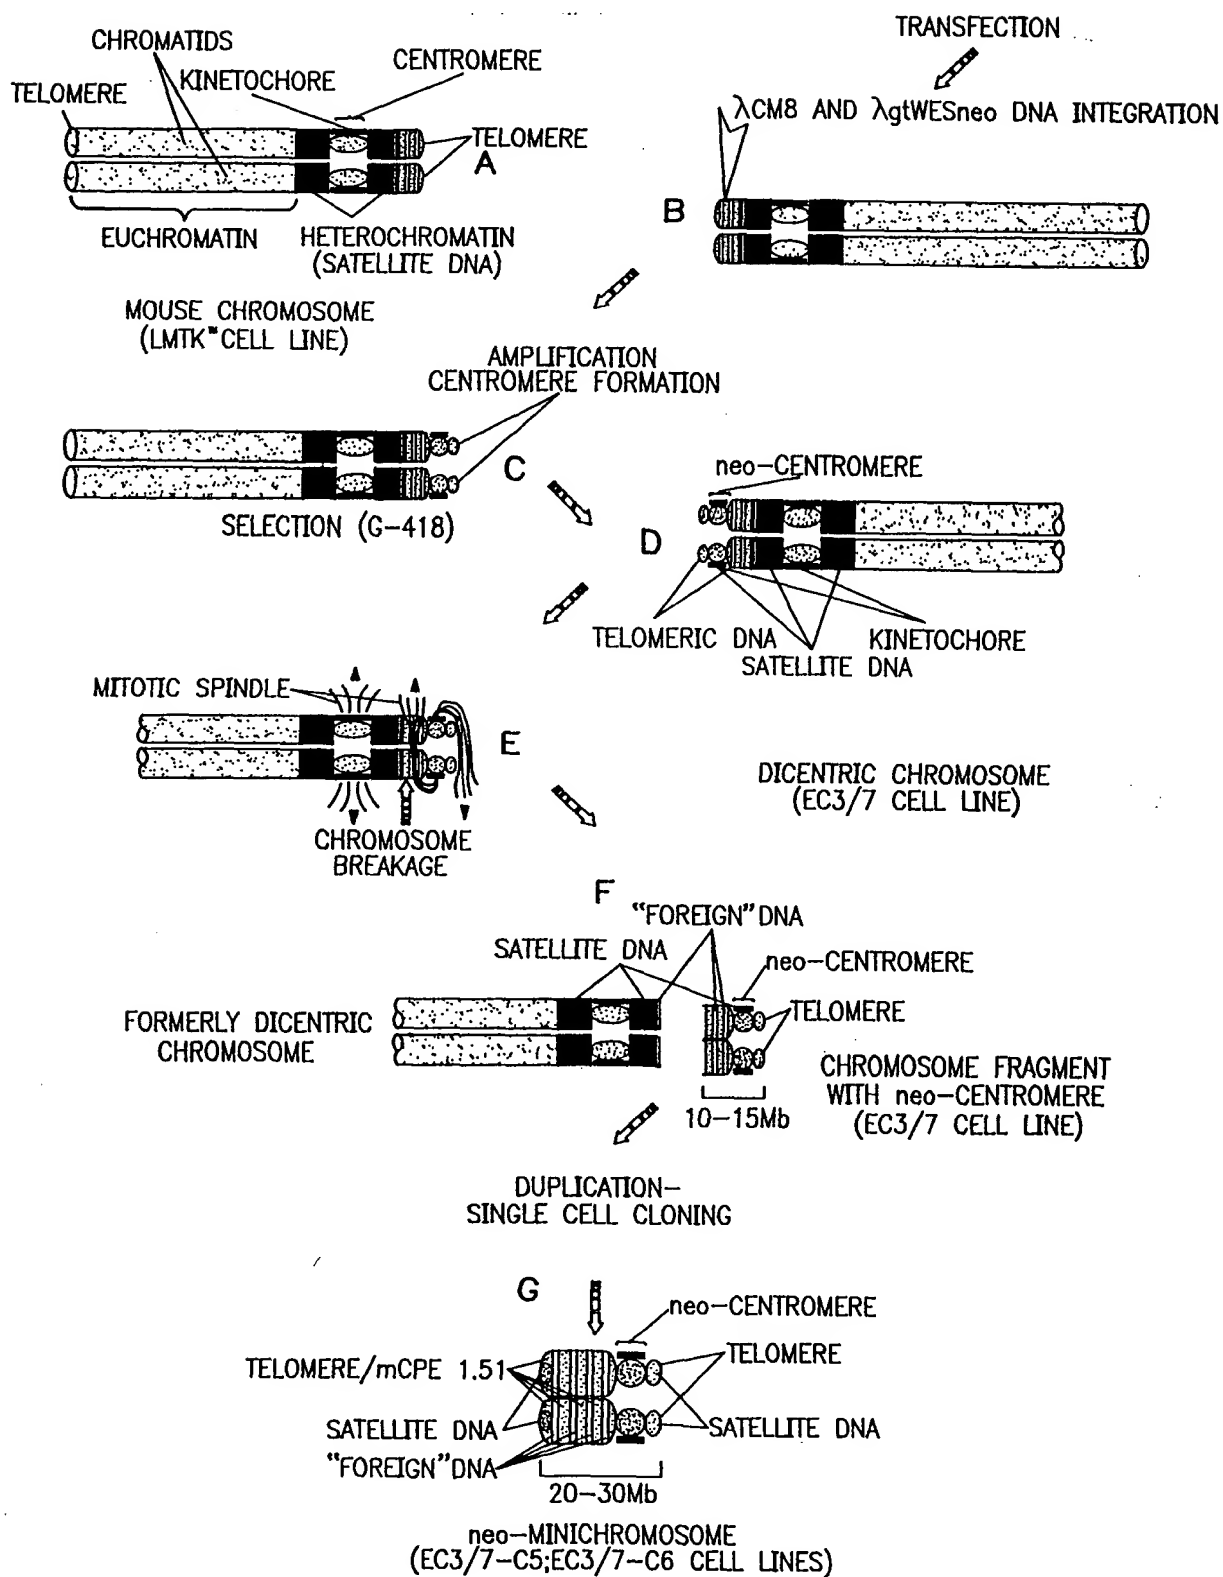 CHROMATIDS
KINETOCHORE
CENTROMERE
TELOMERE
TELOMERE
A
EUCHROMATIN
HETEROCHROMATIN
(SATELLITE DNA)
MOUSE CHROMOSOME
(LMTK⁻ CELL LINE)
TRANSFECTION
λCM8 AND λgtWESneo DNA INTEGRATION
B
AMPLIFICATION
CENTROMERE FORMATION
C
SELECTION (G-418)
neo-CENTROMERE
D
TELOMERIC DNA
KINETOCHORE
SATELLITE DNA
DICENTRIC CHROMOSOME
(EC3/7 CELL LINE)
MITOTIC SPINDLE
E
CHROMOSOME
BREAKAGE
F
"FOREIGN" DNA
SATELLITE DNA
neo-CENTROMERE
TELOMERE
FORMERLY DICENTRIC
CHROMOSOME
CHROMOSOME FRAGMENT
WITH neo-CENTROMERE
(EC3/7 CELL LINE)
10-15Mb
DUPLICATION-
SINGLE CELL CLONING
G
neo-CENTROMERE
TELOMERE/mCPE 1.51
TELOMERE
SATELLITE DNA
SATELLITE DNA
"FOREIGN" DNA
20-30Mb
neo-MINICHROMOSOME
(EC3/7-C5;EC3/7-C6 CELL LINES)